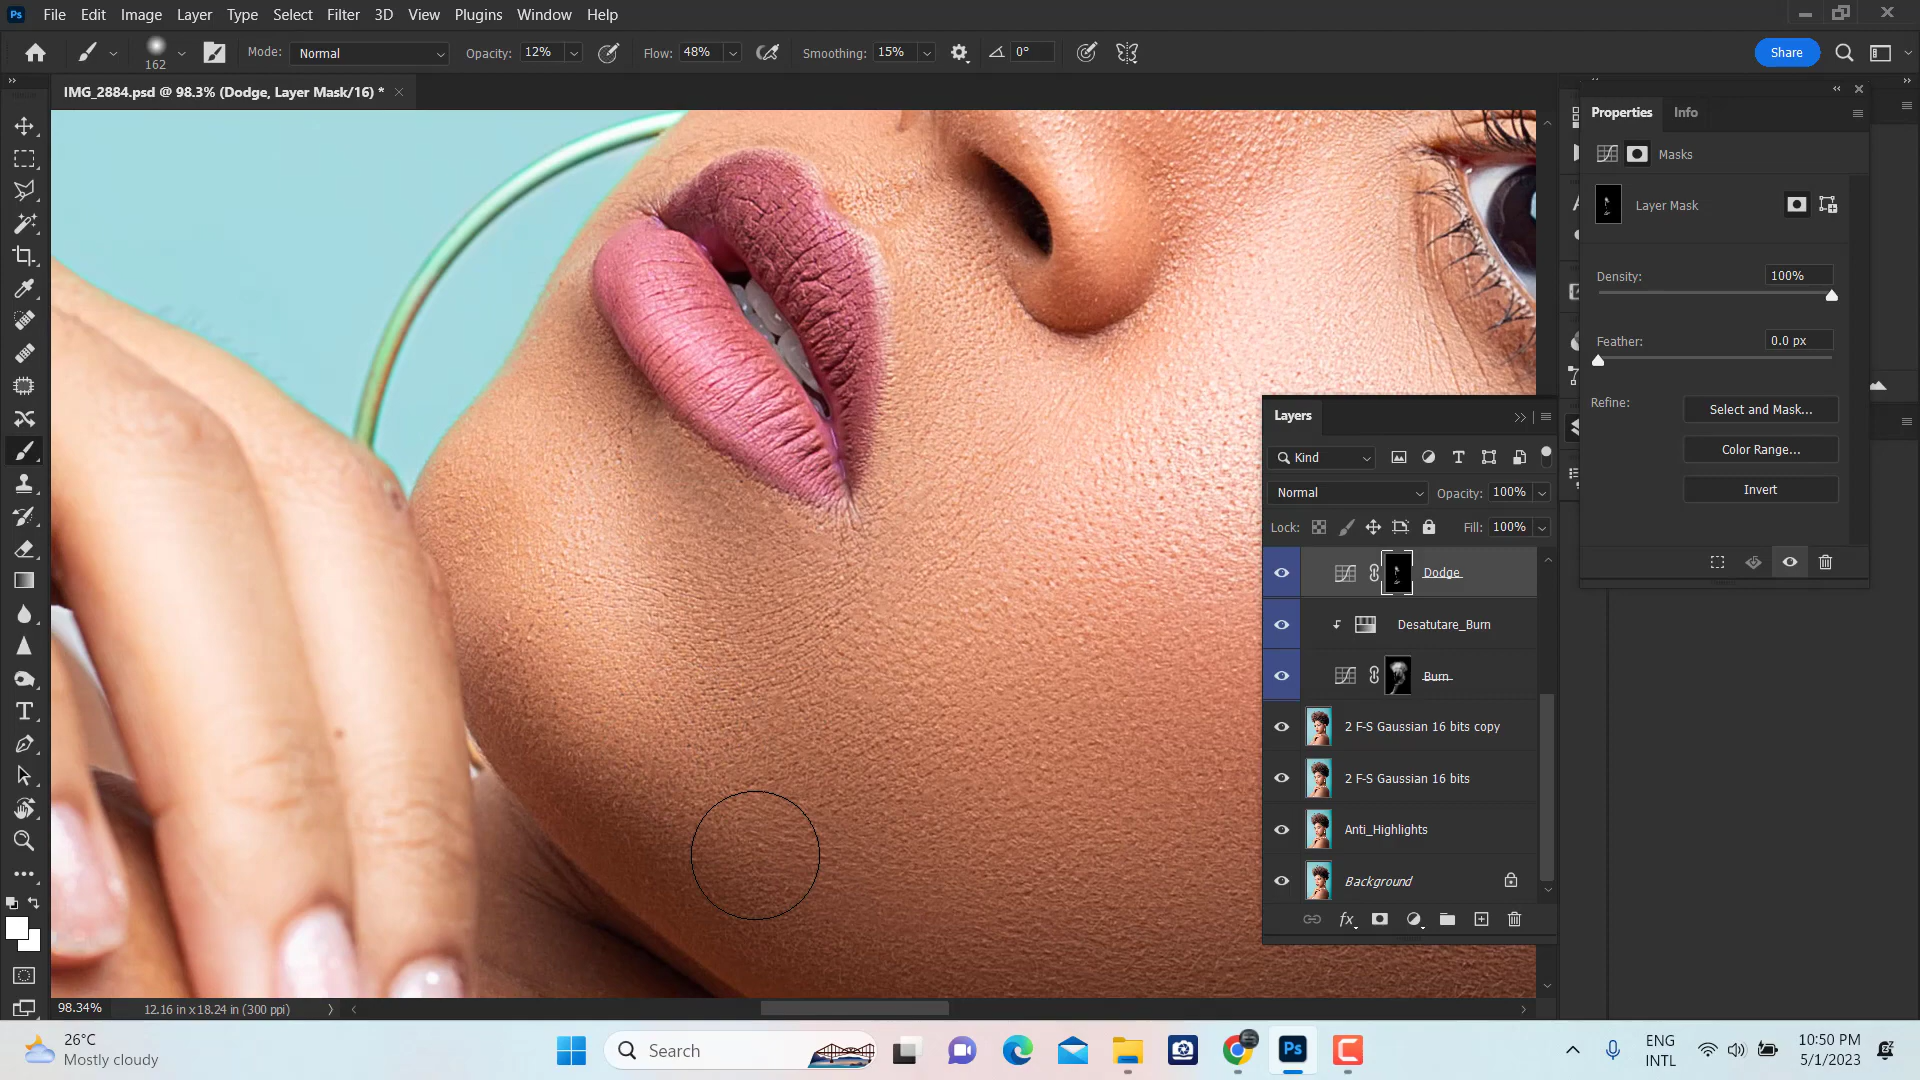 Ps File Edit Image Layer Type Select Filter 3D View Plugins Window Help
162 Mode: Normal Opacity: 12% Flow: 48% Smoothing: 15% 0° Share
IMG_2884.psd @ 98.3% (Dodge, Layer Mask/16) *
Properties Info
Masks
Layer Mask
Density: 100%
Feather: 0.0 px
Refine: Select and Mask...
Color Range...
Invert
Layers
Kind
Normal Opacity: 100%
Lock: Fill: 100%
Dodge
Desatutare_Burn
Burn
2 F-S Gaussian 16 bits copy
2 F-S Gaussian 16 bits
Anti_Highlights
Background
fx
98.34% 12.16 in x 18.24 in (300 ppi)
26°C
Mostly cloudy
Search
Ps
ENG
INTL
10:50 PM
5/1/2023